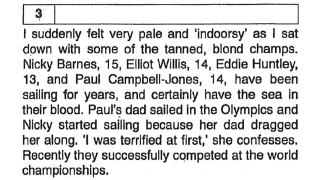 3
I suddenly felt very pale and 'indoorsy' as I sat
down with some of the tanned, blond champs.
Nicky Barnes, 15, Elliot Willis, 14, Eddie Huntley,
13, and Paul Campbell-Jones, 14, have been
sailing for years, and certainly have the sea in
their blood. Paul's dad sailed in the Olympics and
Nicky started sailing because her dad dragged
her along. 'I was terrified at first,' she confesses.
Recently they successfully competed at the world
championships.